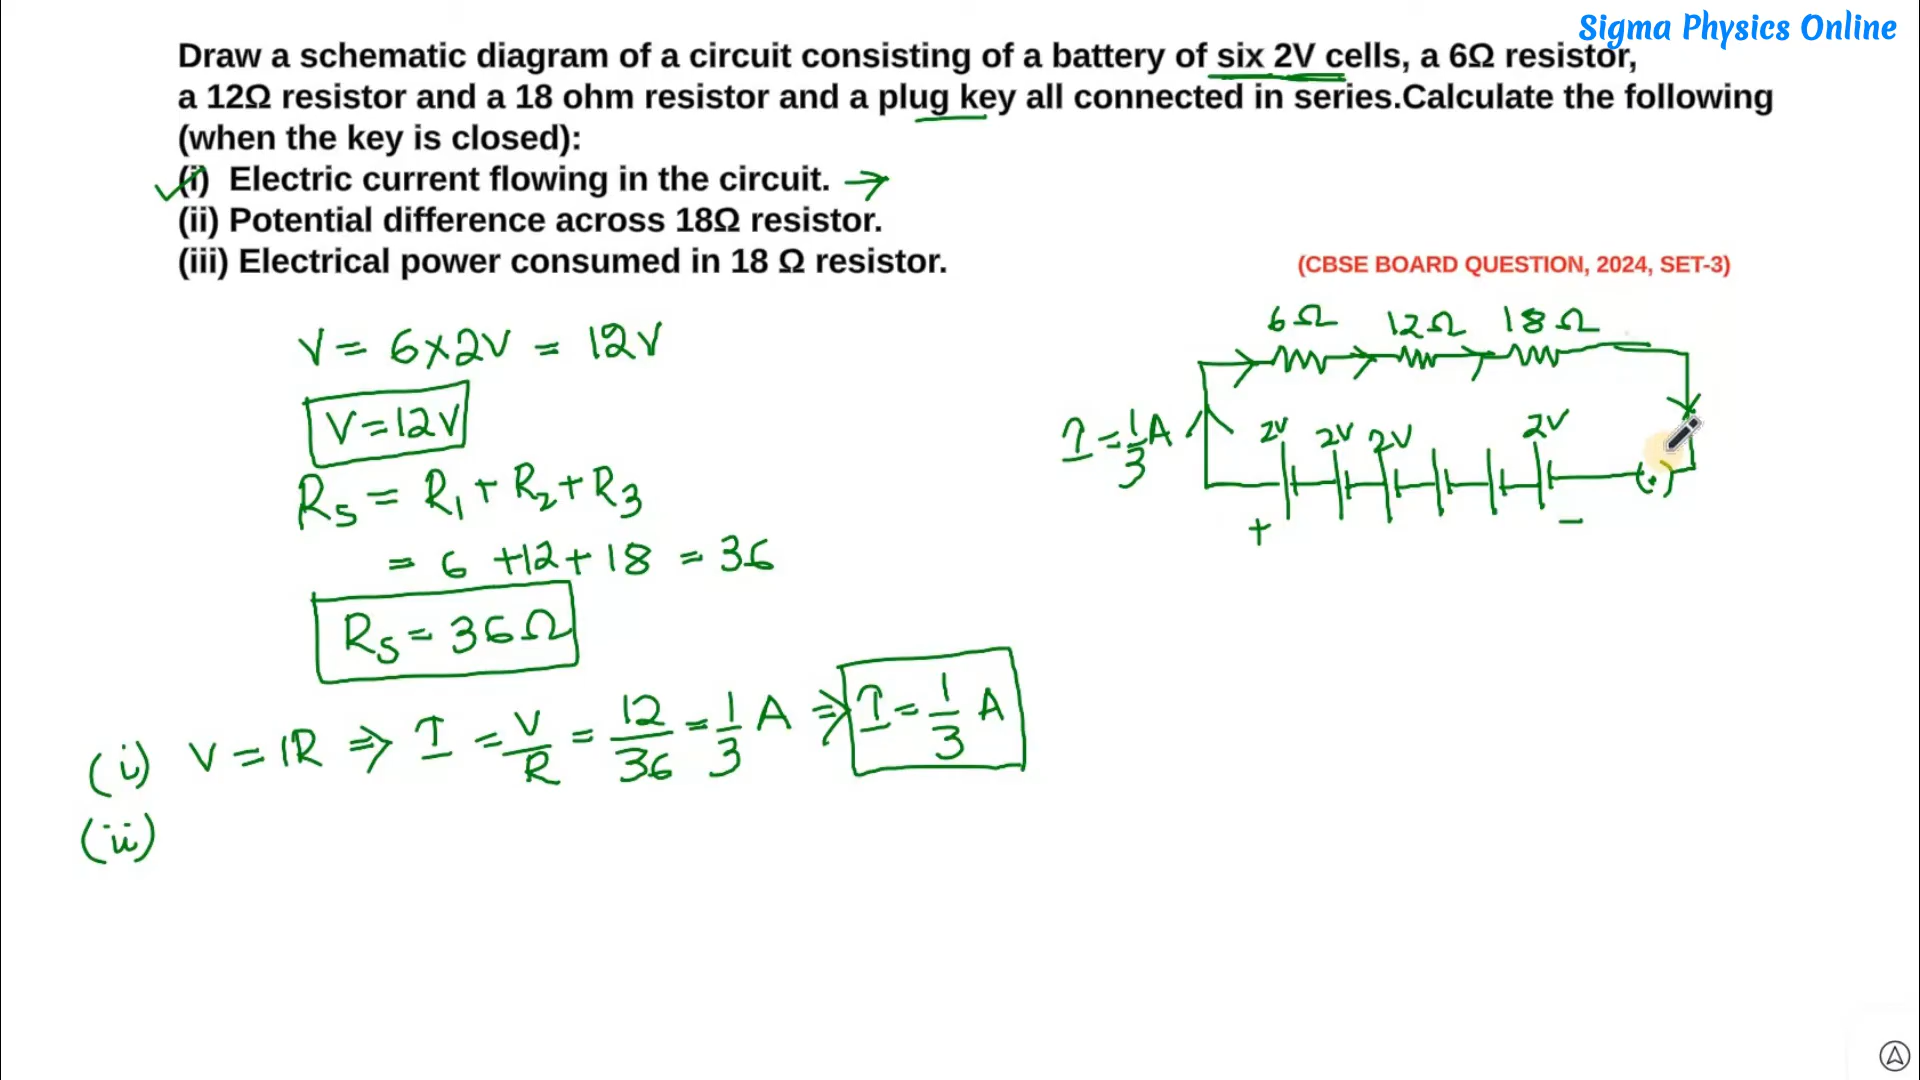 Sigma Physics Online
Draw a schematic diagram of a circuit consisting of a battery of six 2V cells, a 6Ω resistor,
a 12Ω resistor and a 18 ohm resistor and a plug key all connected in series.Calculate the following
(when the key is closed):
(i) Electric current flowing in the circuit. →
(ii) Potential difference across 18Ω resistor.
(iii) Electrical power consumed in 18 Ω resistor.
(CBSE BOARD QUESTION, 2024, SET-3)
6Ω 12Ω 18Ω
I = 1/3 A
2V 2V 2V 2V
+ −
V = 6×2V = 12V
V = 12V
Rs = R1 + R2 + R3
= 6 + 12 + 18 = 36
Rs = 36Ω
(i) V = IR ⇒ I = V/R = 12/36 = 1/3 A ⇒ I = 1/3 A
(ii)